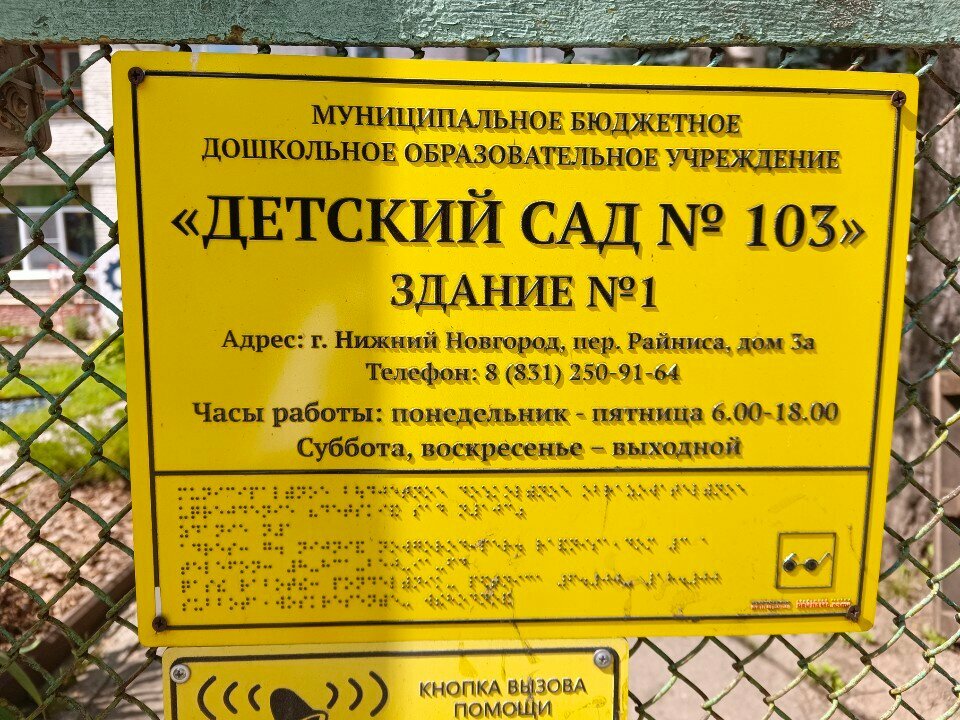 МУНИЦИПАЛЬНОЕ БЮДЖЕТНОЕ
ДОШКОЛЬНОЕ ОБРАЗОВАТЕЛЬНОЕ УЧРЕЖДЕНИЕ
«ДЕТСКИЙ САД № 103»
ЗДАНИЕ №1
Адрес: г. Нижний Новгород, пер. Райниса, дом 3а
Телефон: 8 (831) 250-91-64
Часы работы: понедельник - пятница 6.00-18.00
Суббота, воскресенье – выходной
КНОПКА ВЫЗОВА
ПОМОЩИ